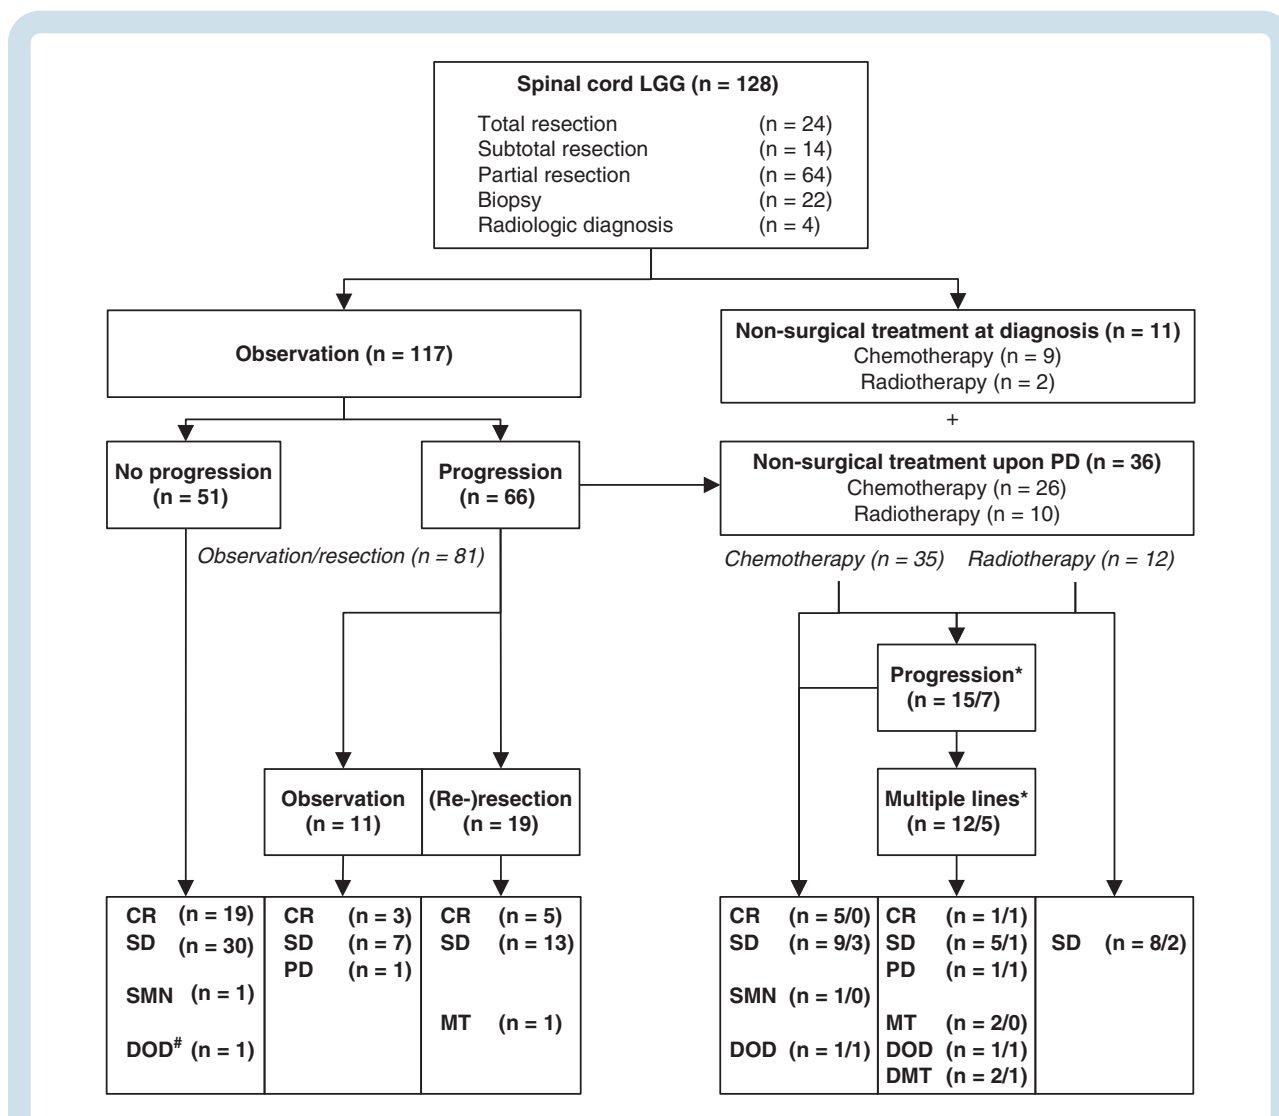 Spinal cord LGG (n = 128)
Total resection (n = 24)
Subtotal resection (n = 14)
Partial resection (n = 64)
Biopsy (n = 22)
Radiologic diagnosis (n = 4)
Observation (n = 117)
Non-surgical treatment at diagnosis (n = 11)
Chemotherapy (n = 9)
Radiotherapy (n = 2)
+
No progression
(n = 51)
Progression
(n = 66)
Non-surgical treatment upon PD (n = 36)
Chemotherapy (n = 26)
Radiotherapy (n = 10)
Observation/resection (n = 81)
Chemotherapy (n = 35) Radiotherapy (n = 12)
Progression*
(n = 15/7)
Observation
(n = 11)
(Re-)resection
(n = 19)
Multiple lines*
(n = 12/5)
CR (n = 19)
SD (n = 30)
SMN (n = 1)
DOD# (n = 1)
CR (n = 3)
SD (n = 7)
PD (n = 1)
CR (n = 5)
SD (n = 13)
MT (n = 1)
CR (n = 5/0)
SD (n = 9/3)
SMN (n = 1/0)
DOD (n = 1/1)
CR (n = 1/1)
SD (n = 5/1)
PD (n = 1/1)
MT (n = 2/0)
DOD (n = 1/1)
DMT (n = 2/1)
SD (n = 8/2)